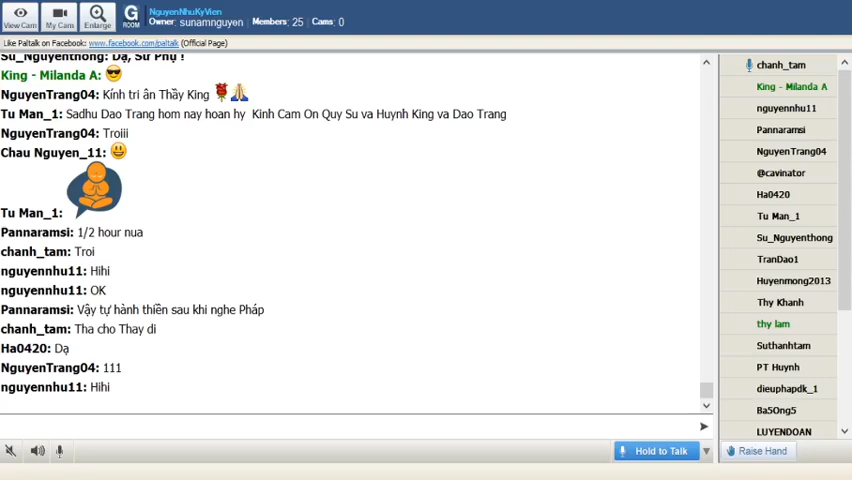 View Cam
My Cam
Enlarge
G
ROOM
NguyenNhuKyVien
Owner: sunamnguyen Members: 25 Cams: 0
Like Paltalk on Facebook: www.facebook.com/paltalk (Official Page)
Su_Nguyenthong: Dạ, Sư Phụ !
King - Milanda A:
NguyenTrang04: Kính tri ân Thầy King
Tu Man_1: Sadhu Dao Trang hom nay hoan hy Kinh Cam On Quy Su va Huynh King va Dao Trang
NguyenTrang04: Troiii
Chau Nguyen_11:
Tu Man_1:
Pannaramsi: 1/2 hour nua
chanh_tam: Troi
nguyennhu11: Hihi
nguyennhu11: OK
Pannaramsi: Vậy tự hành thiền sau khi nghe Pháp
chanh_tam: Tha cho Thay di
Ha0420: Dạ
NguyenTrang04: 111
nguyennhu11: Hihi
chanh_tam
King - Milanda A
nguyennhu11
Pannaramsi
NguyenTrang04
@cavinator
Ha0420
Tu Man_1
Su_Nguyenthong
TranDao1
Huyenmong2013
Thy Khanh
thy lam
Suthanhtam
PT Huynh
dieuphapdk_1
Ba5Ong5
LUYENDOAN
Hold to Talk
Raise Hand